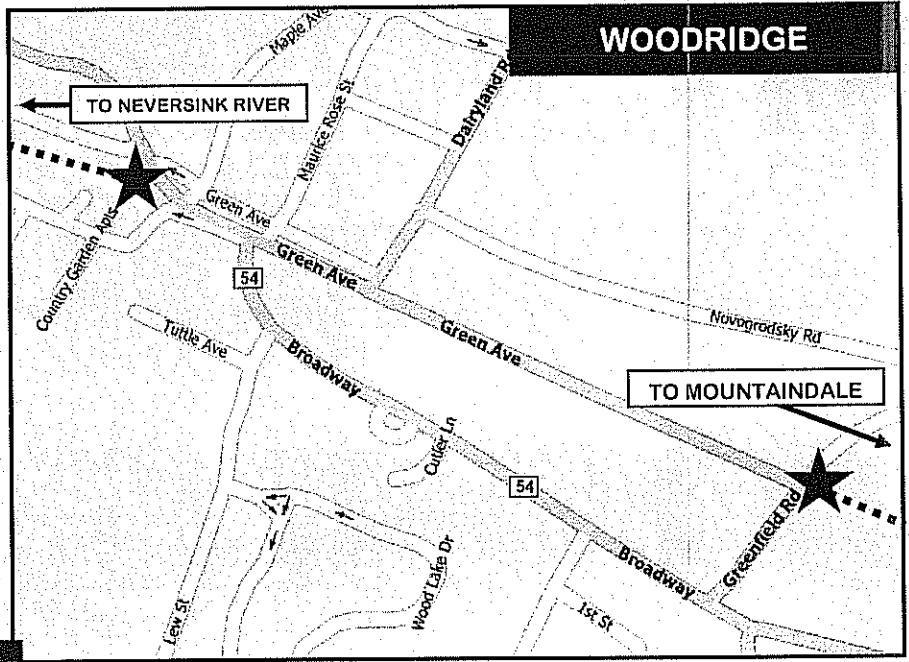 WOODRIDGE
Maple Ave
TO NEVERSINK RIVER
Maurice Rose St
Dairyland R
Green Ave
Country Garden Apts
Green Ave
54
Green Ave
Novogrodsky Rd
Tuttle Ave
Broadway
TO MOUNTAINDALE
Cutler Ln
54
Greenfield Rd
Broadway
Wood Lake Dr
Lew St
1st St